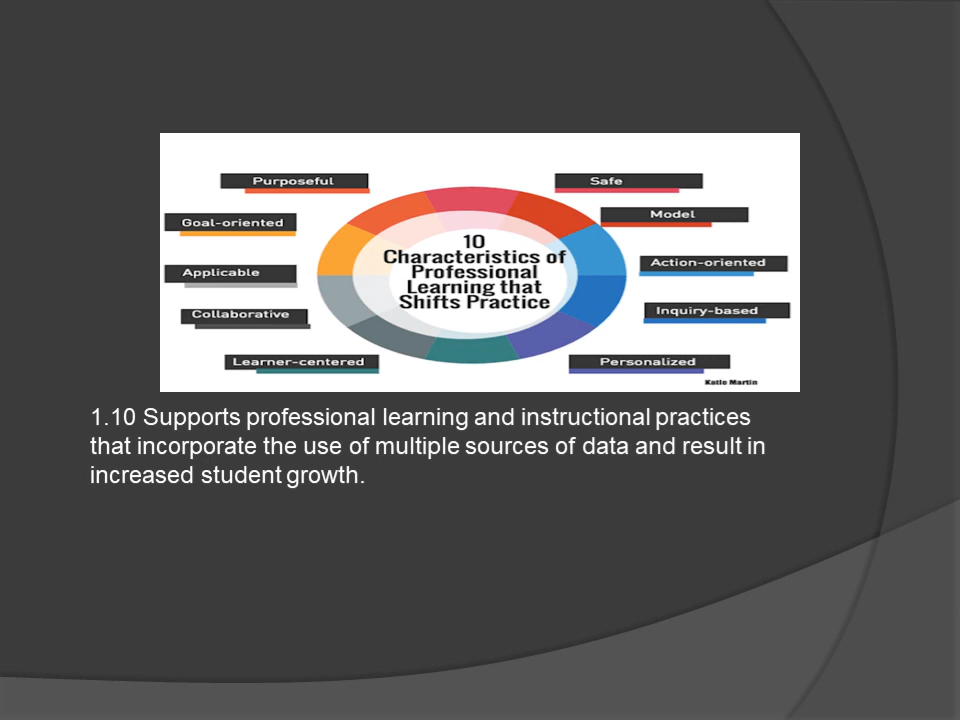 Purposeful
Safe
Goal-oriented
Model
Applicable
Action-oriented
Collaborative
Inquiry-based
Learner-centered
Personalized
10
Characteristics of
Professional
Learning that
Shifts Practice
Katie Martin
1.10 Supports professional learning and instructional practices
that incorporate the use of multiple sources of data and result in
increased student growth.